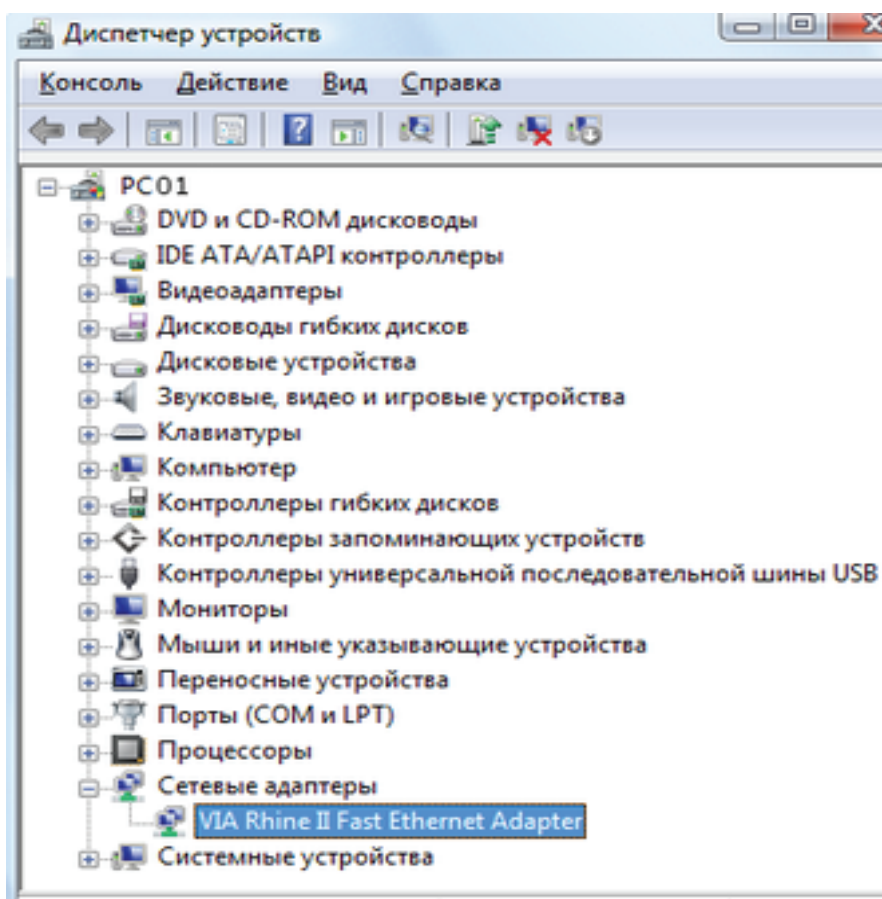 Диспетчер устройств
Консоль Действие Вид Справка
PC01
DVD и CD-ROM дисководы
IDE ATA/ATAPI контроллеры
Видеоадаптеры
Дисководы гибких дисков
Дисковые устройства
Звуковые, видео и игровые устройства
Клавиатуры
Компьютер
Контроллеры гибких дисков
Контроллеры запоминающих устройств
Контроллеры универсальной последовательной шины USB
Мониторы
Мыши и иные указывающие устройства
Переносные устройства
Порты (COM и LPT)
Процессоры
Сетевые адаптеры
VIA Rhine II Fast Ethernet Adapter
Системные устройства